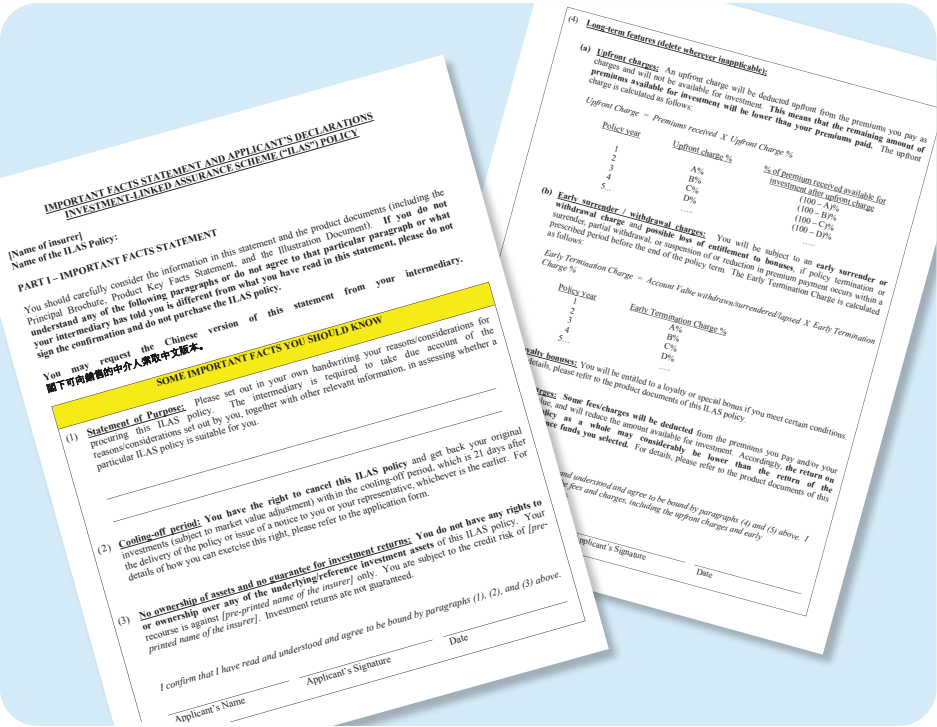 IMPORTANT FACTS STATEMENT AND APPLICANT'S DECLARATIONS
INVESTMENT-LINKED ASSURANCE SCHEME ("ILAS") POLICY
[Name of insurer]
Name of the ILAS Policy:
PART I – IMPORTANT FACTS STATEMENT
You should carefully consider the information in this statement and the product documents (including the
Principal Brochure, Product Key Facts Statement, and the Illustration Document). If you do not
understand any of the following paragraphs or do not agree to that particular paragraph or what
your intermediary has told you is different from what you have read in this statement, please do not
sign the confirmation and do not purchase the ILAS policy.
You may request the Chinese version of this statement from your intermediary.
閣下可向銷售的中介人索取中文版本。
SOME IMPORTANT FACTS YOU SHOULD KNOW
(1) Statement of Purpose: Please set out in your own handwriting your reasons/considerations for
procuring this ILAS policy. The intermediary is required to take due account of the
reasons/considerations set out by you, together with other relevant information, in assessing whether a
particular ILAS policy is suitable for you.
(2) Cooling-off period: You have the right to cancel this ILAS policy and get back your original
investments (subject to market value adjustment) with in the cooling-off period, which is 21 days after
the delivery of the policy or issue of a notice to you or your representative, whichever is the earlier. For
details of how you can exercise this right, please refer to the application form.
(3) No ownership of assets and no guarantee for investment returns: You do not have any rights to
or ownership over any of the underlying/reference investment assets of this ILAS policy. Your
recourse is against [pre-printed name of the insurer] only. You are subject to the credit risk of [pre-
printed name of the insurer]. Investment returns are not guaranteed.
I confirm that I have read and understood and agree to be bound by paragraphs (1), (2), and (3) above.
Applicant's Name Applicant's Signature Date
(4) Long-term features (delete wherever inapplicable):
(a) Upfront charges: An upfront charge will be deducted upfront from the premiums you pay as
charges and will not be available for investment. This means that the remaining amount of
premiums available for investment will be lower than your premiums paid. The upfront
charge is calculated as follows:
Upfront Charge = Premiums received X Upfront Charge %
Policy year Upfront charge % % of premium received available for
investment after upfront charge
1 A% (100 – A)%
2 B% (100 – B)%
3 C% (100 – C)%
4 D% (100 – D)%
5... ..... .....
(b) Early surrender / withdrawal charges: You will be subject to an early surrender or
withdrawal charge and possible loss of entitlement to bonuses, if policy termination or
surrender, partial withdrawal, or suspension of or reduction in premium payment occurs within a
prescribed period before the end of the policy term. The Early Termination Charge is calculated
as follows:
Early Termination Charge = Account Value withdrawn/surrendered/lapsed X Early Termination
Charge %
Policy year Early Termination Charge %
1 A%
2 B%
3 C%
4 D%
5... .....
yalty bonuses: You will be entitled to a loyalty or special bonus if you meet certain conditions.
details, please refer to the product documents of this ILAS policy.
rges: Some fees/charges will be deducted from the premiums you pay and/or your
lue, and will reduce the amount available for investment. Accordingly, the return on
licy as a whole may considerably be lower than the return of the
nce funds you selected. For details, please refer to the product documents of this
and understood and agree to be bound by paragraphs (4) and (5) above. I
fees and charges, including the upfront charges and early
pplicant's Signature Date